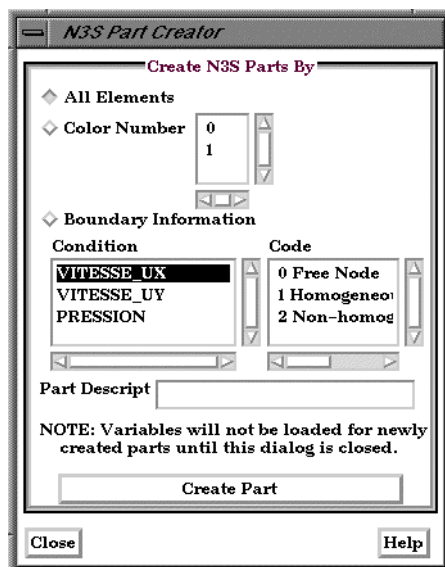 N3S Part Creator
Create N3S Parts By
All Elements
Color Number
0
1
Boundary Information
Condition
Code
VITESSE_UX
VITESSE_UY
PRESSION
0 Free Node
1 Homogeneou
2 Non-homog
Part Descript
NOTE: Variables will not be loaded for newly
created parts until this dialog is closed.
Create Part
Close
Help